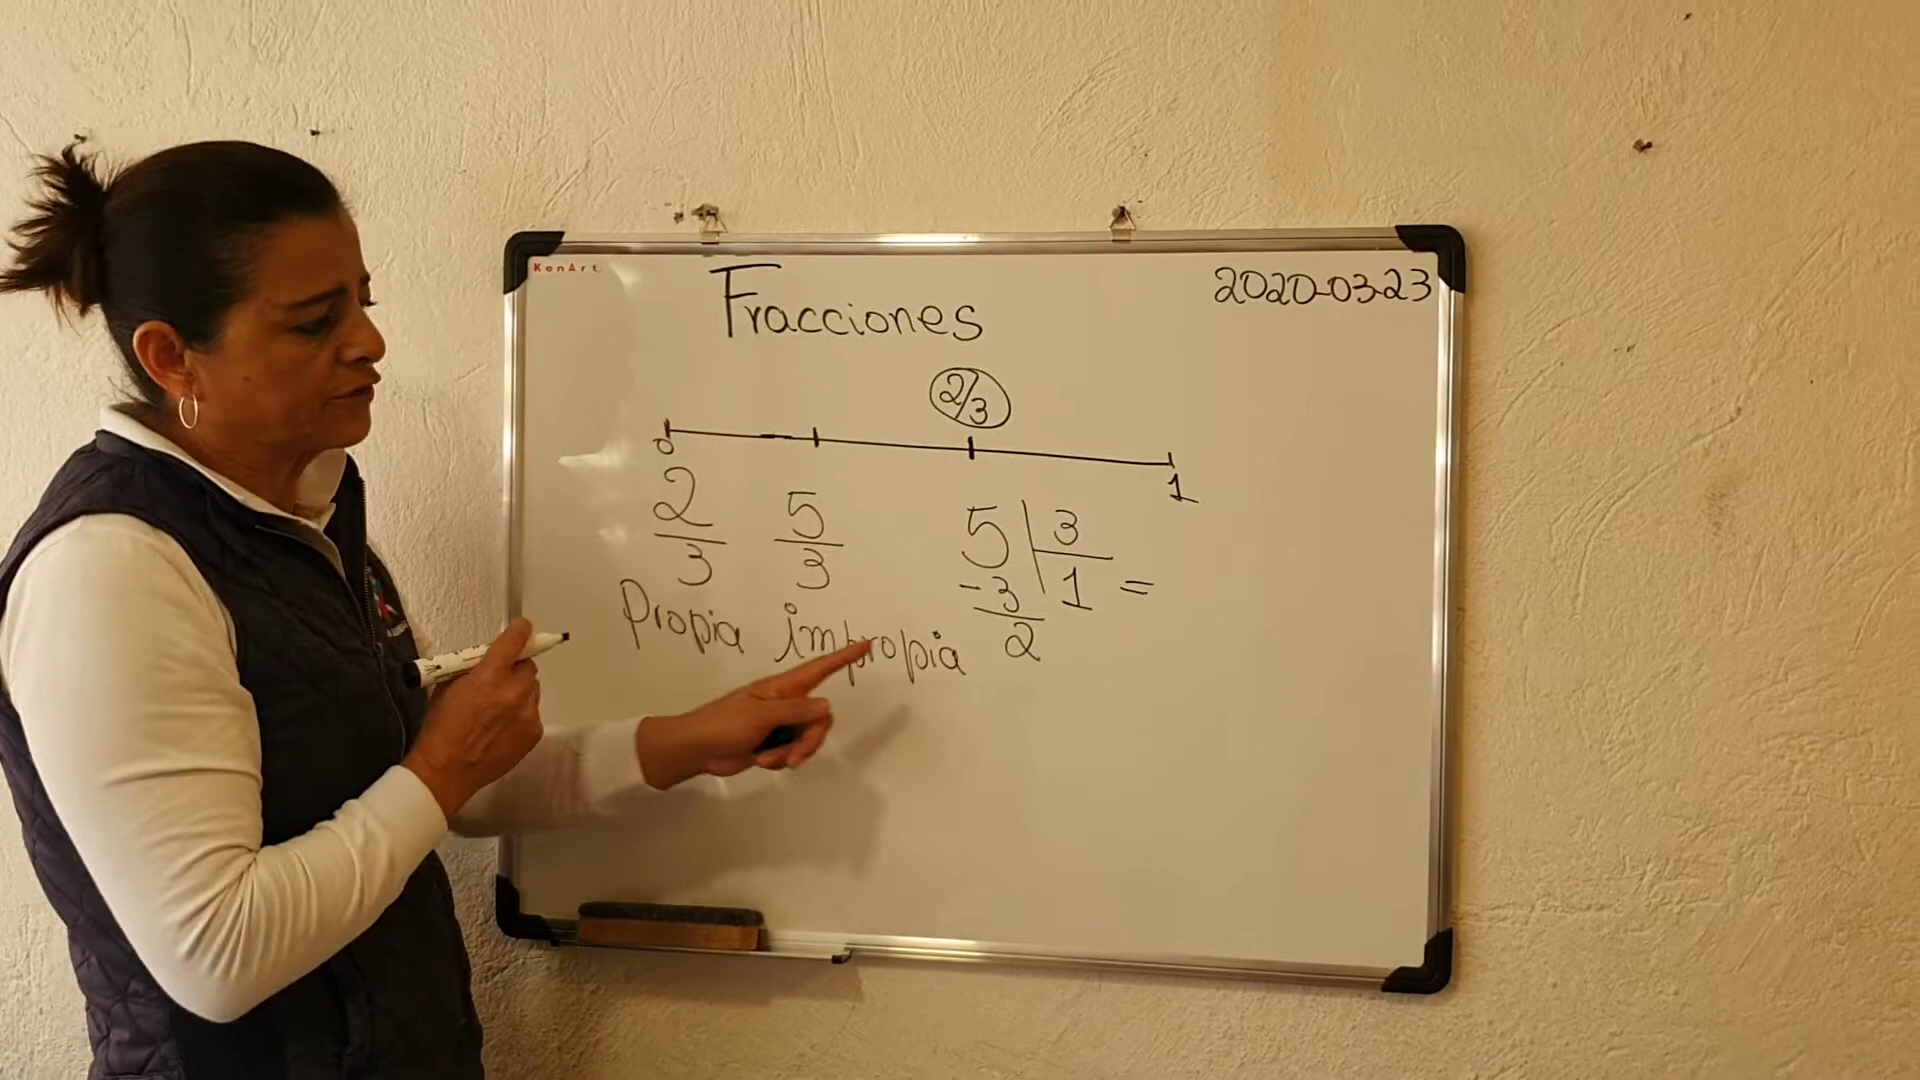 KenArt
Fracciones
2020-03-23
2/3
0 1
2/3 5/3
Propia impropia
5 | 3
-3 1 =
2